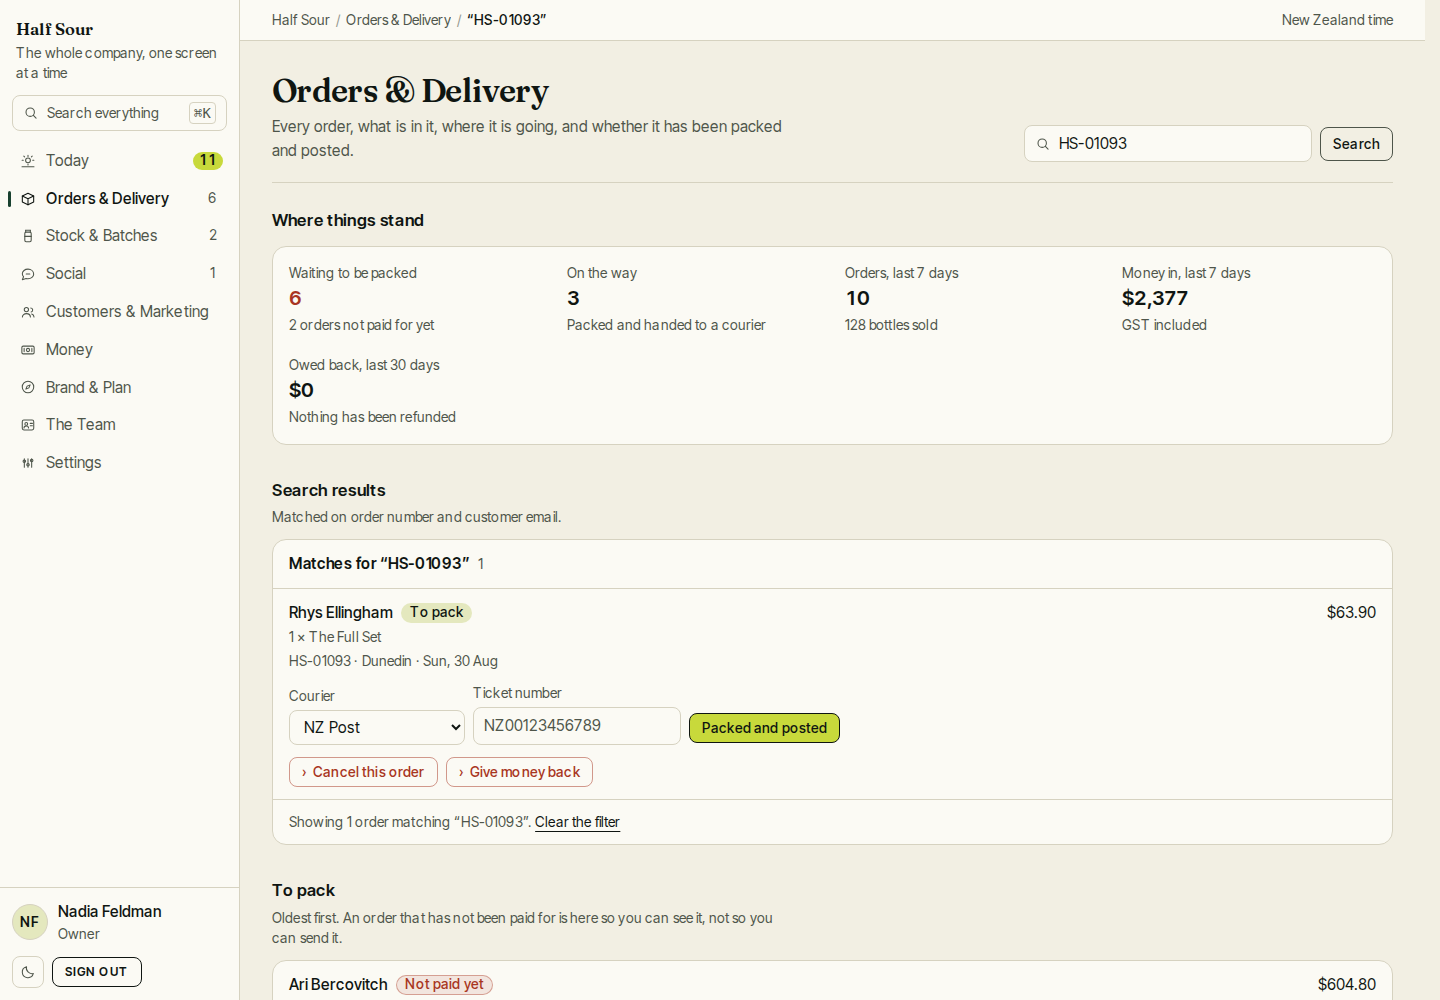 Half Sour
The whole company, one screen
at a time
Search everything ⌘K
Today 11
Orders & Delivery 6
Stock & Batches 2
Social 1
Customers & Marketing
Money
Brand & Plan
The Team
Settings
NF
Nadia Feldman
Owner
SIGN OUT
Half Sour / Orders & Delivery / “HS-01093”
New Zealand time
Orders & Delivery
Every order, what is in it, where it is going, and whether it has been packed
and posted.
HS-01093
Search
Where things stand
Waiting to be packed
6
2 orders not paid for yet
On the way
3
Packed and handed to a courier
Orders, last 7 days
10
128 bottles sold
Money in, last 7 days
$2,377
GST included
Owed back, last 30 days
$0
Nothing has been refunded
Search results
Matched on order number and customer email.
Matches for “HS-01093” 1
Rhys Ellingham To pack $63.90
1 × The Full Set
HS-01093 · Dunedin · Sun, 30 Aug
Courier
NZ Post
Ticket number
NZ00123456789
Packed and posted
› Cancel this order
› Give money back
Showing 1 order matching “HS-01093”. Clear the filter
To pack
Oldest first. An order that has not been paid for is here so you can see it, not so you
can send it.
Ari Bercovitch Not paid yet $604.80